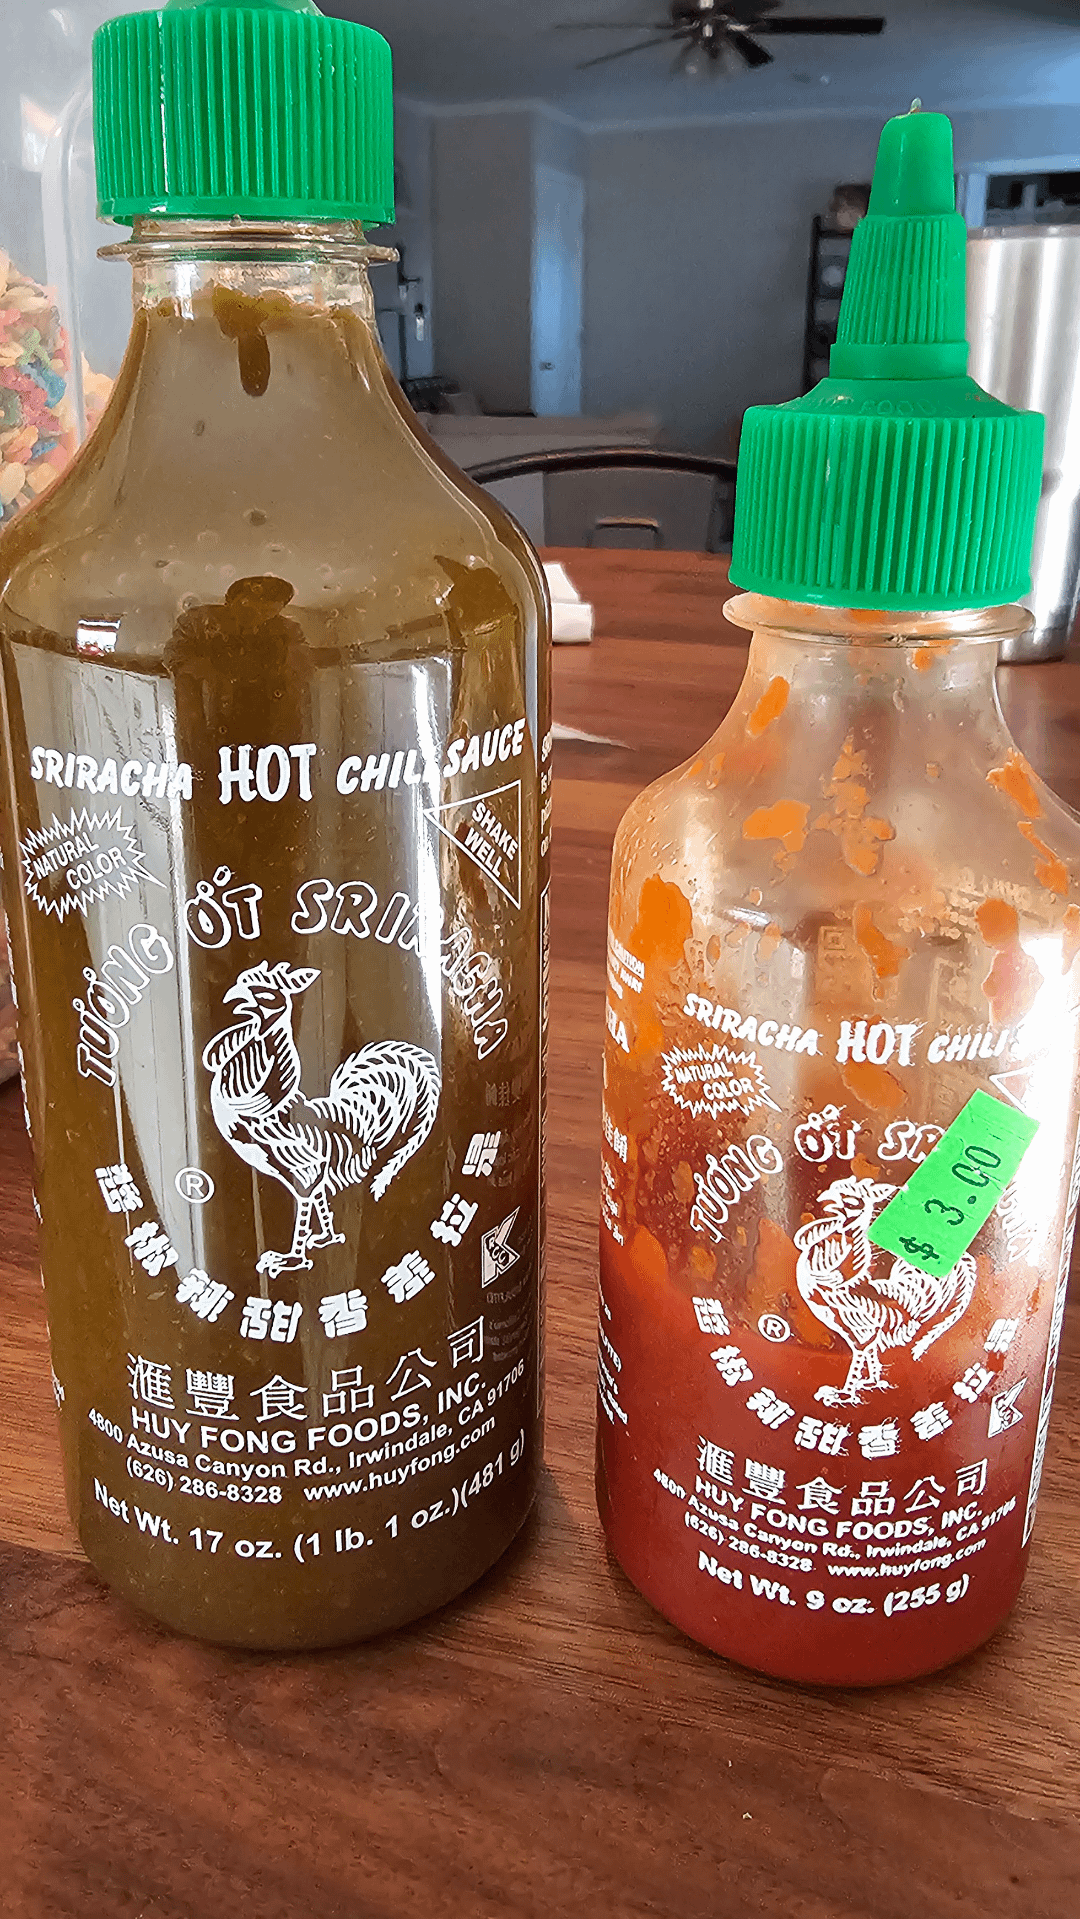 SRIRACHA HOT CHILI SAUCE
NATURAL COLOR
SHAKE WELL
TƯƠNG ỚT SRIRACHA
®
滙豐食品公司
HUY FONG FOODS, INC.
4800 Azusa Canyon Rd., Irwindale, CA 91706
(626) 286-8328 www.huyfong.com
Net Wt. 17 oz. (1 lb. 1 oz.)(481 g)
SRIRACHA HOT CHILI
NATURAL COLOR
TƯƠNG ỚT SR
$ 3.00
®
滙豐食品公司
HUY FONG FOODS, INC.
4800 Azusa Canyon Rd., Irwindale, CA 91706
(626) 286-8328 www.huyfong.com
Net Wt. 9 oz. (255 g)